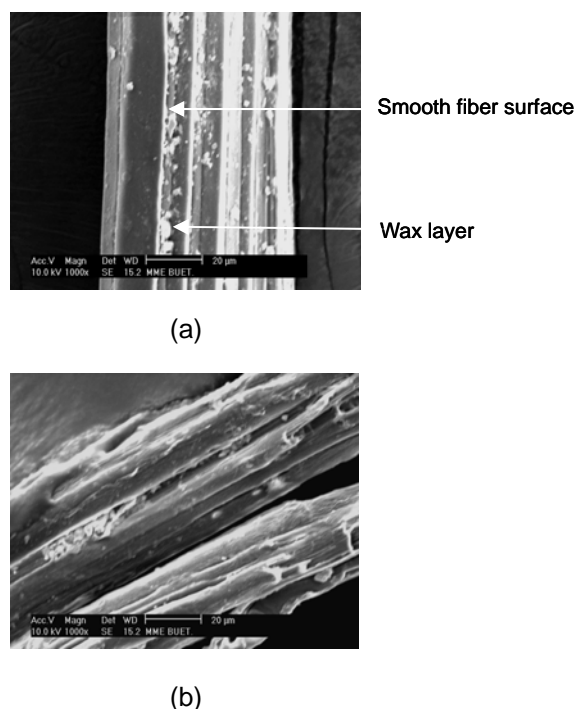 Smooth fiber surface
Wax layer
Acc.V Magn Det WD 20 µm
10.0 kV 1000x SE 15.2 MME BUET.
(a)
Acc.V Magn Det WD 20 µm
10.0 kV 1000x SE 15.2 MME BUET.
(b)